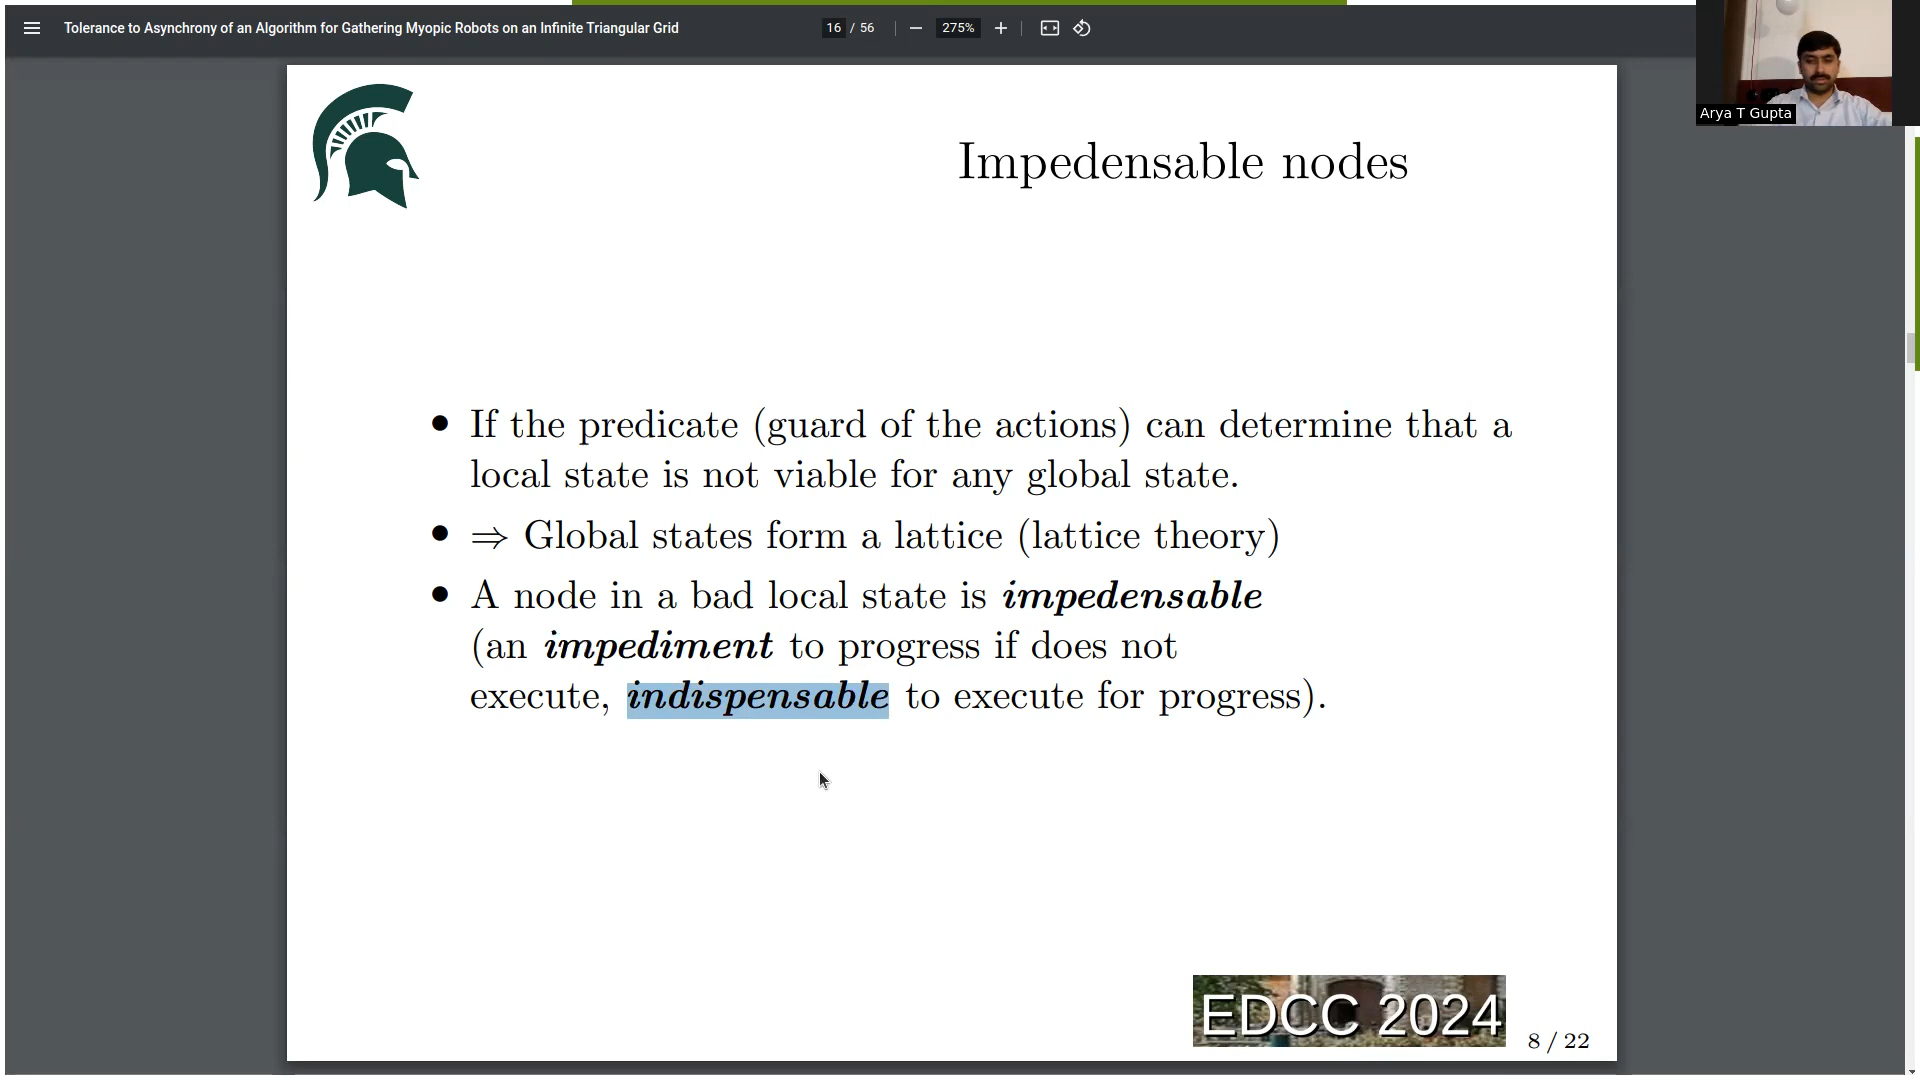 Tolerance to Asynchrony of an Algorithm for Gathering Myopic Robots on an Infinite Triangular Grid
16 / 56
275%
Arya T Gupta
Impedensable nodes
• If the predicate (guard of the actions) can determine that a
local state is not viable for any global state.
• ⇒ Global states form a lattice (lattice theory)
• A node in a bad local state is impedensable
(an impediment to progress if does not
execute, indispensable to execute for progress).
EDCC 2024
8 / 22